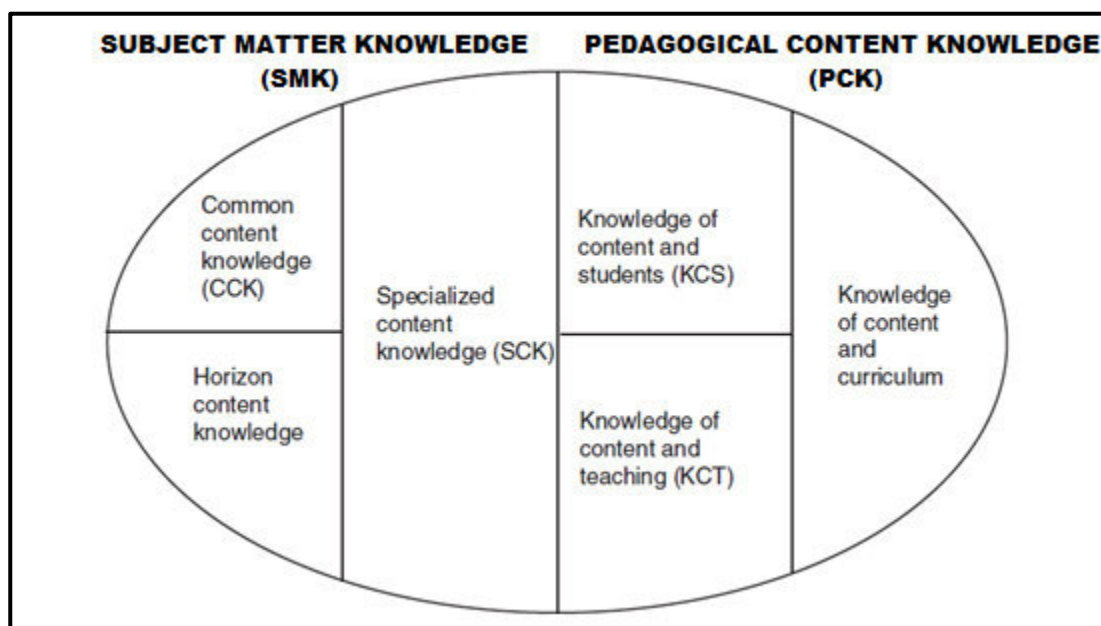 SUBJECT MATTER KNOWLEDGE
(SMK)
PEDAGOGICAL CONTENT KNOWLEDGE
(PCK)
Common
content
knowledge
(CCK)
Horizon
content
knowledge
Specialized
content
knowledge (SCK)
Knowledge of
content and
students (KCS)
Knowledge of
content and
teaching (KCT)
Knowledge
of content
and
curriculum